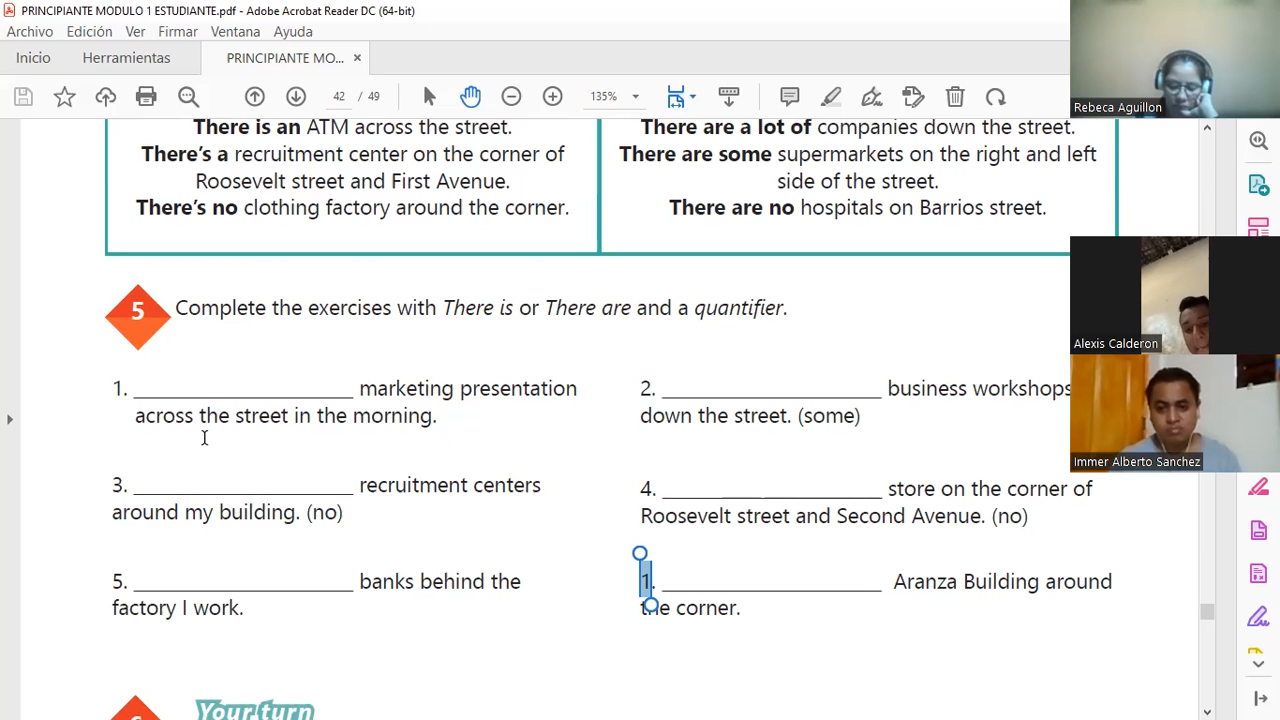 PRINCIPIANTE MODULO 1 ESTUDIANTE.pdf - Adobe Acrobat Reader DC (64-bit)
Archivo Edición Ver Firmar Ventana Ayuda
Inicio Herramientas PRINCIPIANTE MO... ×
42 / 49 135%
There is an ATM across the street.
There's a recruitment center on the corner of
Roosevelt street and First Avenue.
There's no clothing factory around the corner.
There are a lot of companies down the street.
There are some supermarkets on the right and left
side of the street.
There are no hospitals on Barrios street.
5 Complete the exercises with There is or There are and a quantifier.
1. ____________________ marketing presentation
across the street in the morning.
2. ____________________ business workshops
down the street. (some)
3. ____________________ recruitment centers
around my building. (no)
4. ____________________ store on the corner of
Roosevelt street and Second Avenue. (no)
5. ____________________ banks behind the
factory I work.
1. ____________________ Aranza Building around
the corner.
6 Your turn
Rebeca Aguillon
Alexis Calderon
Immer Alberto Sanchez